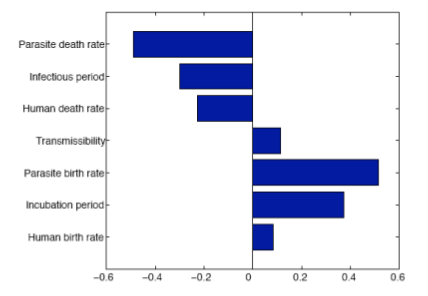 Parasite death rate
Infectious period
Human death rate
Transmissibility
Parasite birth rate
Incubation period
Human birth rate
−0.6 −0.4 −0.2 0 0.2 0.4 0.6